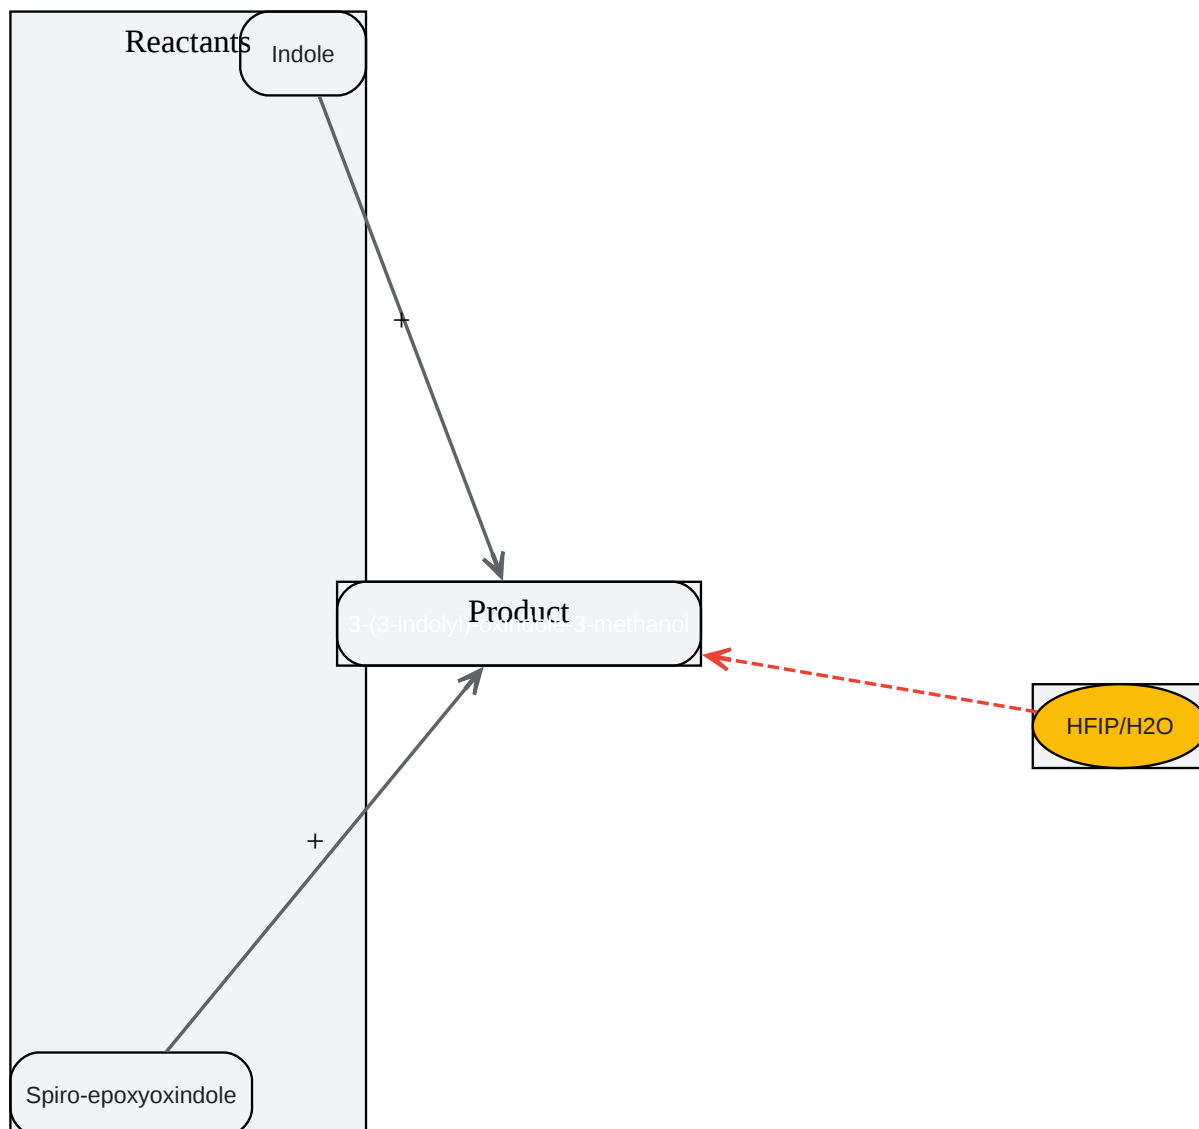 Reactants
Indole
+
Product
3-(3-indolyl)-oxindole-3-methanol
HFIP/H2O
+
Spiro-epoxyoxindole